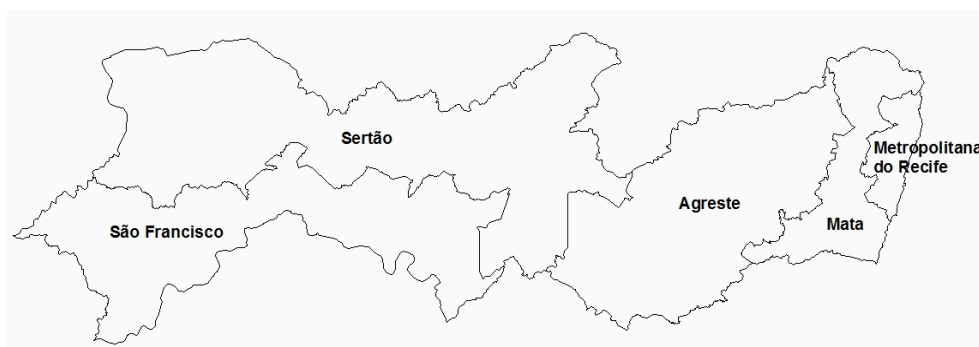 Sertão
Metropolitana
do Recife
Agreste
São Francisco
Mata